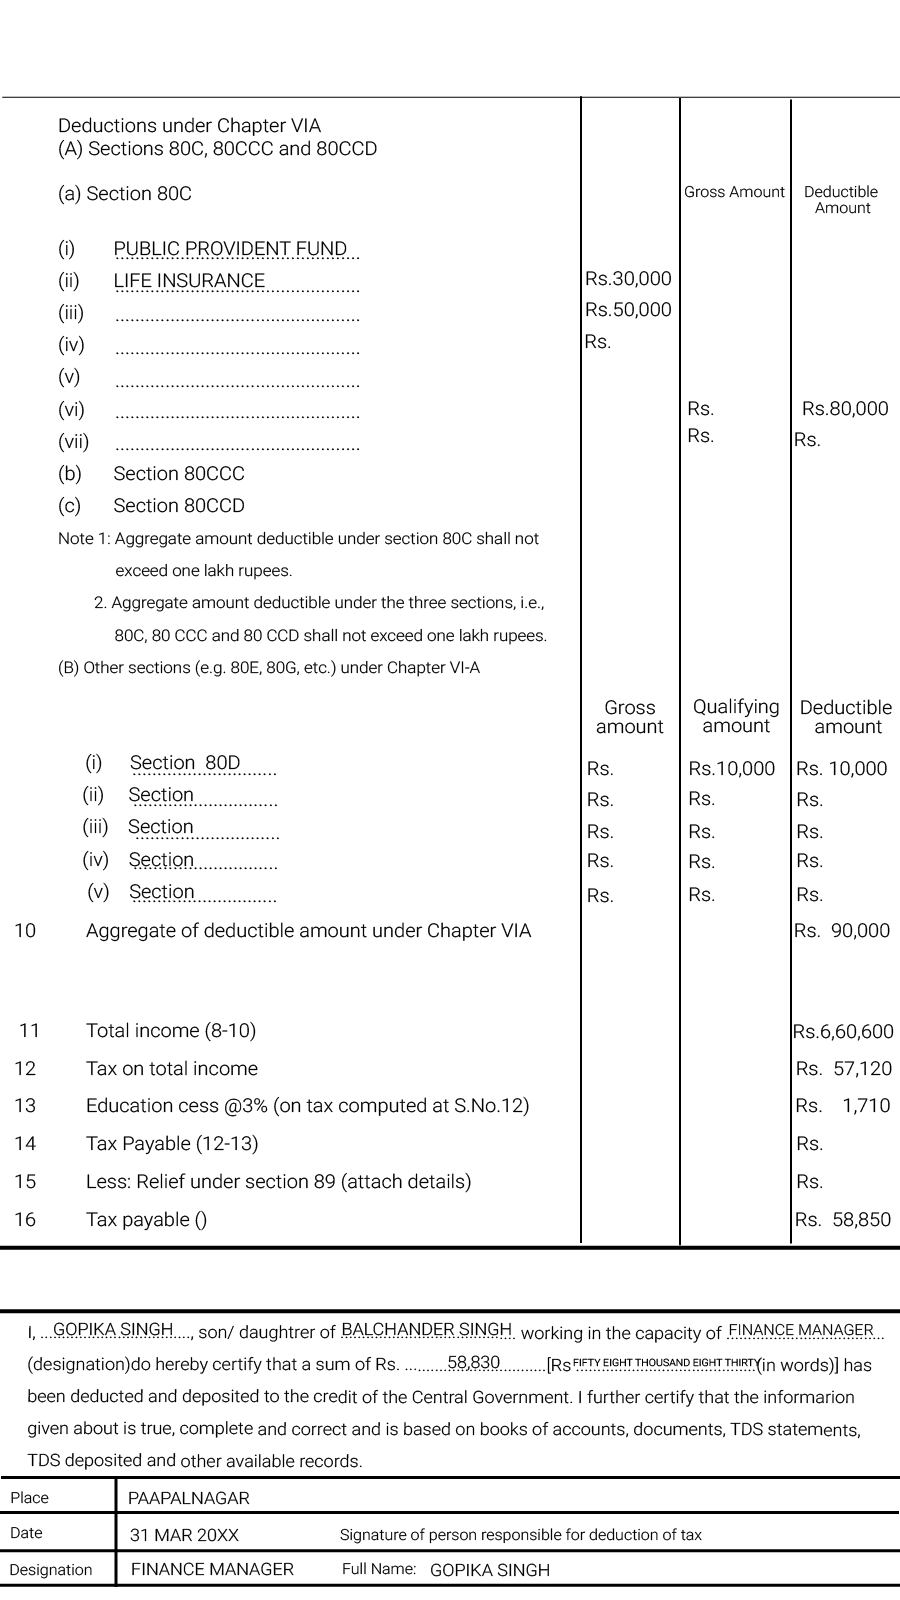 Deductions under Chapter VIA
(A) Sections 80C, 80CCC and 80CCD
(a) Section 80C Gross Amount Deductible
Amount
(i) PUBLIC PROVIDENT FUND
(ii) LIFE INSURANCE Rs.30,000
(iii) ............................................. Rs.50,000
(iv) ............................................. Rs.
(v) .............................................
(vi) ............................................. Rs. Rs.80,000
(vii) ............................................. Rs. Rs.
(b) Section 80CCC
(c) Section 80CCD
Note 1: Aggregate amount deductible under section 80C shall not
exceed one lakh rupees.
2. Aggregate amount deductible under the three sections, i.e.,
80C, 80 CCC and 80 CCD shall not exceed one lakh rupees.
(B) Other sections (e.g. 80E, 80G, etc.) under Chapter VI-A
Gross Qualifying Deductible
amount amount amount
(i) Section 80D Rs. Rs.10,000 Rs. 10,000
(ii) Section Rs. Rs. Rs.
(iii) Section Rs. Rs. Rs.
(iv) Section Rs. Rs. Rs.
(v) Section Rs. Rs. Rs.
10 Aggregate of deductible amount under Chapter VIA Rs. 90,000
11 Total income (8-10) Rs.6,60,600
12 Tax on total income Rs. 57,120
13 Education cess @3% (on tax computed at S.No.12) Rs. 1,710
14 Tax Payable (12-13) Rs.
15 Less: Relief under section 89 (attach details) Rs.
16 Tax payable () Rs. 58,850
I, ..GOPIKA SINGH...., son/ daughtrer of BALCHANDER SINGH. working in the capacity of FINANCE MANAGER..
(designation)do hereby certify that a sum of Rs. ........58,830.........[Rs FIFTY EIGHT THOUSAND EIGHT THIRTY(in words)] has
been deducted and deposited to the credit of the Central Government. I further certify that the informarion
given about is true, complete and correct and is based on books of accounts, documents, TDS statements,
TDS deposited and other available records.
Place PAAPALNAGAR
Date 31 MAR 20XX Signature of person responsible for deduction of tax
Designation FINANCE MANAGER Full Name: GOPIKA SINGH